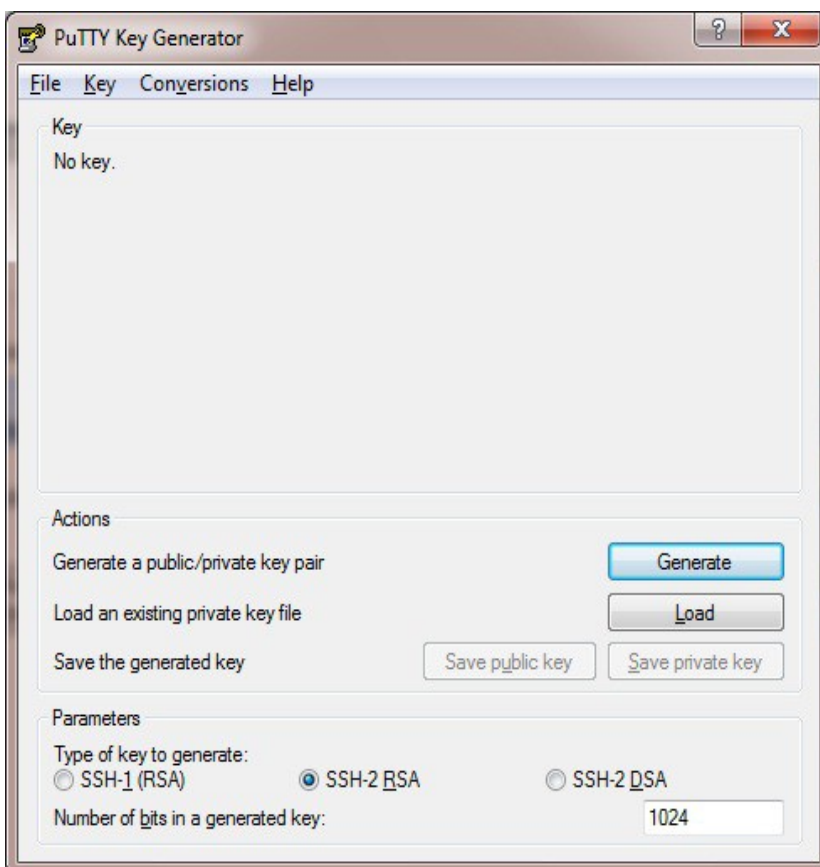 PuTTY Key Generator
File Key Conversions Help
Key
No key.
Actions
Generate a public/private key pair Generate
Load an existing private key file Load
Save the generated key Save public key Save private key
Parameters
Type of key to generate:
SSH-1 (RSA) SSH-2 RSA SSH-2 DSA
Number of bits in a generated key: 1024